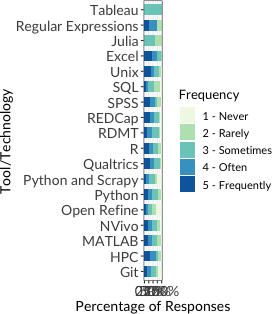 Tool/Technology
Tableau
Regular Expressions
Julia
Excel
Unix
SQL
SPSS
REDCap
RDMT
R
Qualtrics
Python and Scrapy
Python
Open Refine
NVivo
MATLAB
HPC
Git
Percentage of Responses
Frequency
1 - Never
2 - Rarely
3 - Sometimes
4 - Often
5 - Frequently